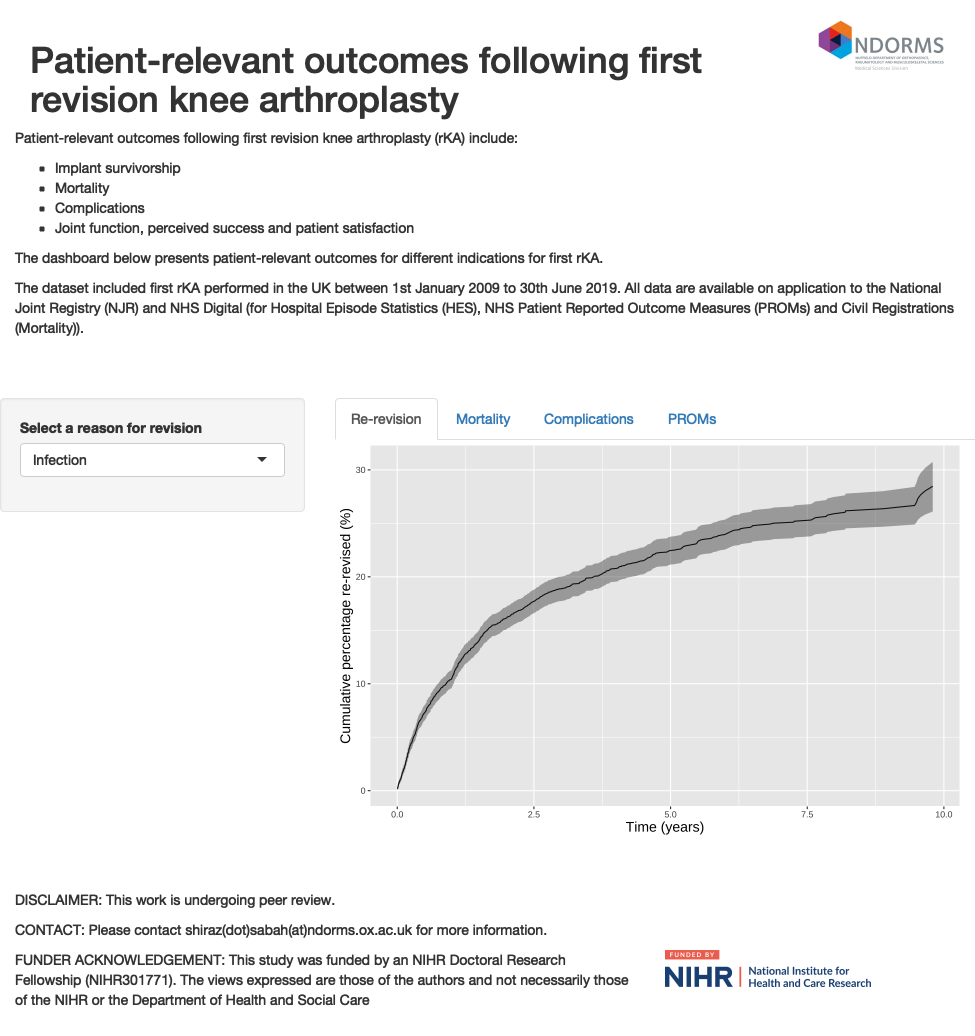 Patient-relevant outcomes following first
revision knee arthroplasty
NDORMS
NUFFIELD DEPARTMENT OF ORTHOPAEDICS
RHEUMATOLOGY AND MUSCULOSKELETAL SCIENCES
Medical Sciences Division
Patient-relevant outcomes following first revision knee arthroplasty (rKA) include:
Implant survivorship
Mortality
Complications
Joint function, perceived success and patient satisfaction
The dashboard below presents patient-relevant outcomes for different indications for first rKA.
The dataset included first rKA performed in the UK between 1st January 2009 to 30th June 2019. All data are available on application to the National
Joint Registry (NJR) and NHS Digital (for Hospital Episode Statistics (HES), NHS Patient Reported Outcome Measures (PROMs) and Civil Registrations
(Mortality)).
Select a reason for revision
Infection
Re-revision Mortality Complications PROMs
Cumulative percentage re-revised (%)
30
20
10
0
0.0 2.5 5.0 7.5 10.0
Time (years)
DISCLAIMER: This work is undergoing peer review.
CONTACT: Please contact shiraz(dot)sabah(at)ndorms.ox.ac.uk for more information.
FUNDER ACKNOWLEDGEMENT: This study was funded by an NIHR Doctoral Research
Fellowship (NIHR301771). The views expressed are those of the authors and not necessarily those
of the NIHR or the Department of Health and Social Care
FUNDED BY
NIHR | National Institute for
Health and Care Research